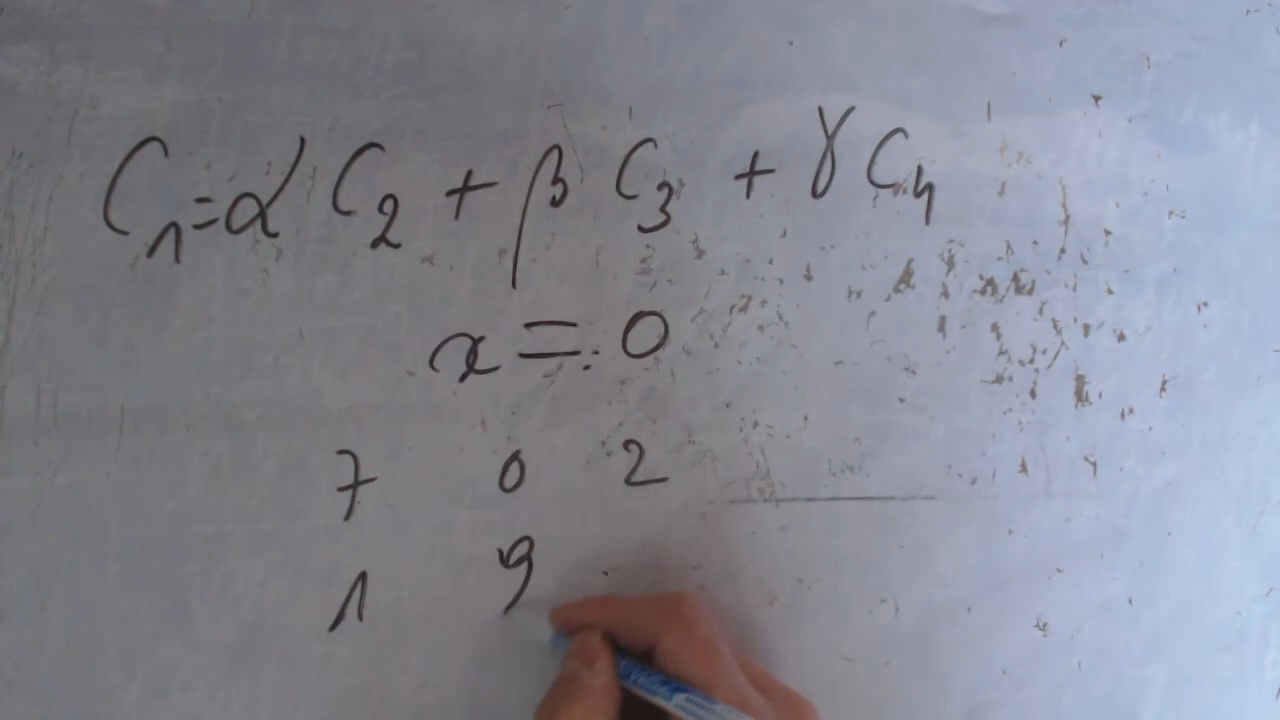 C₁ = α C₂ + β C₃ + γ C₄
x = 0
7 0 2
1 9